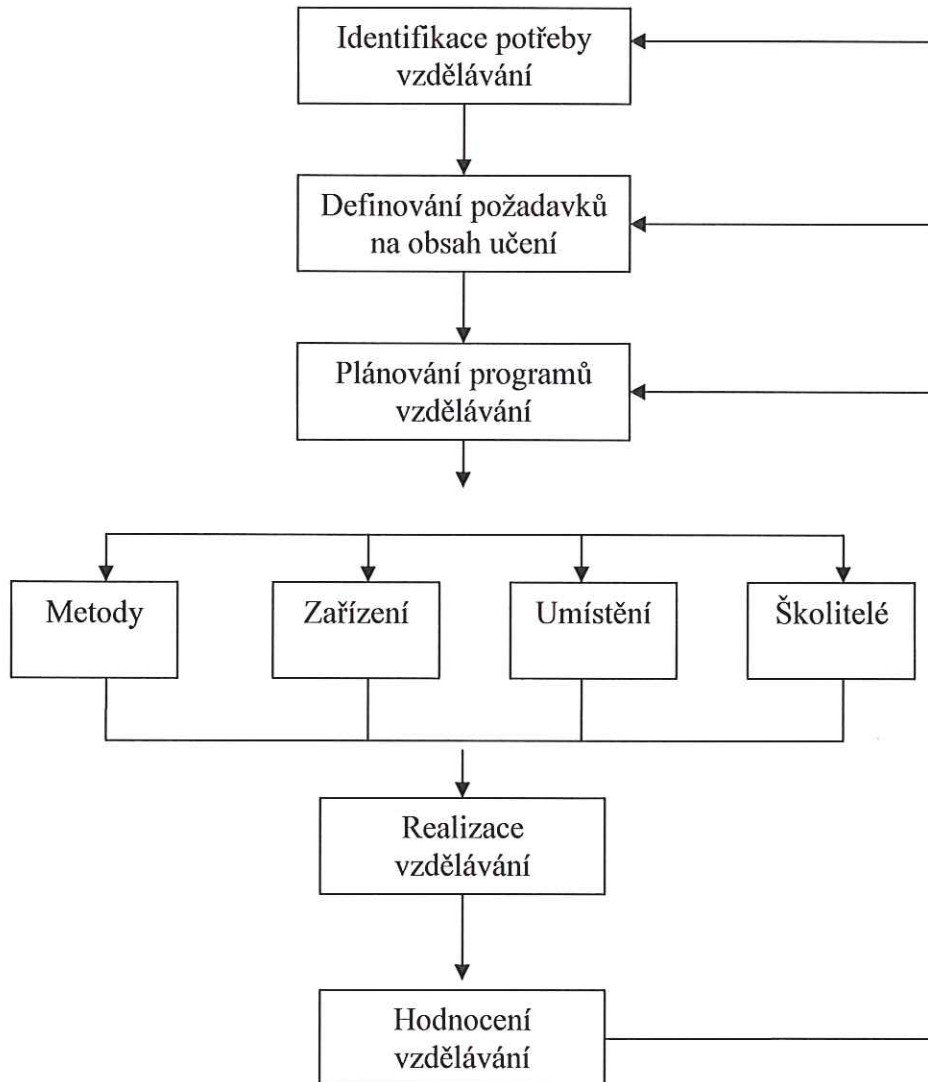 Identifikace potřeby
vzdělávání
Definování požadavků
na obsah učení
Plánování programů
vzdělávání
Metody
Zařízení
Umístění
Školitelé
Realizace
vzdělávání
Hodnocení
vzdělávání